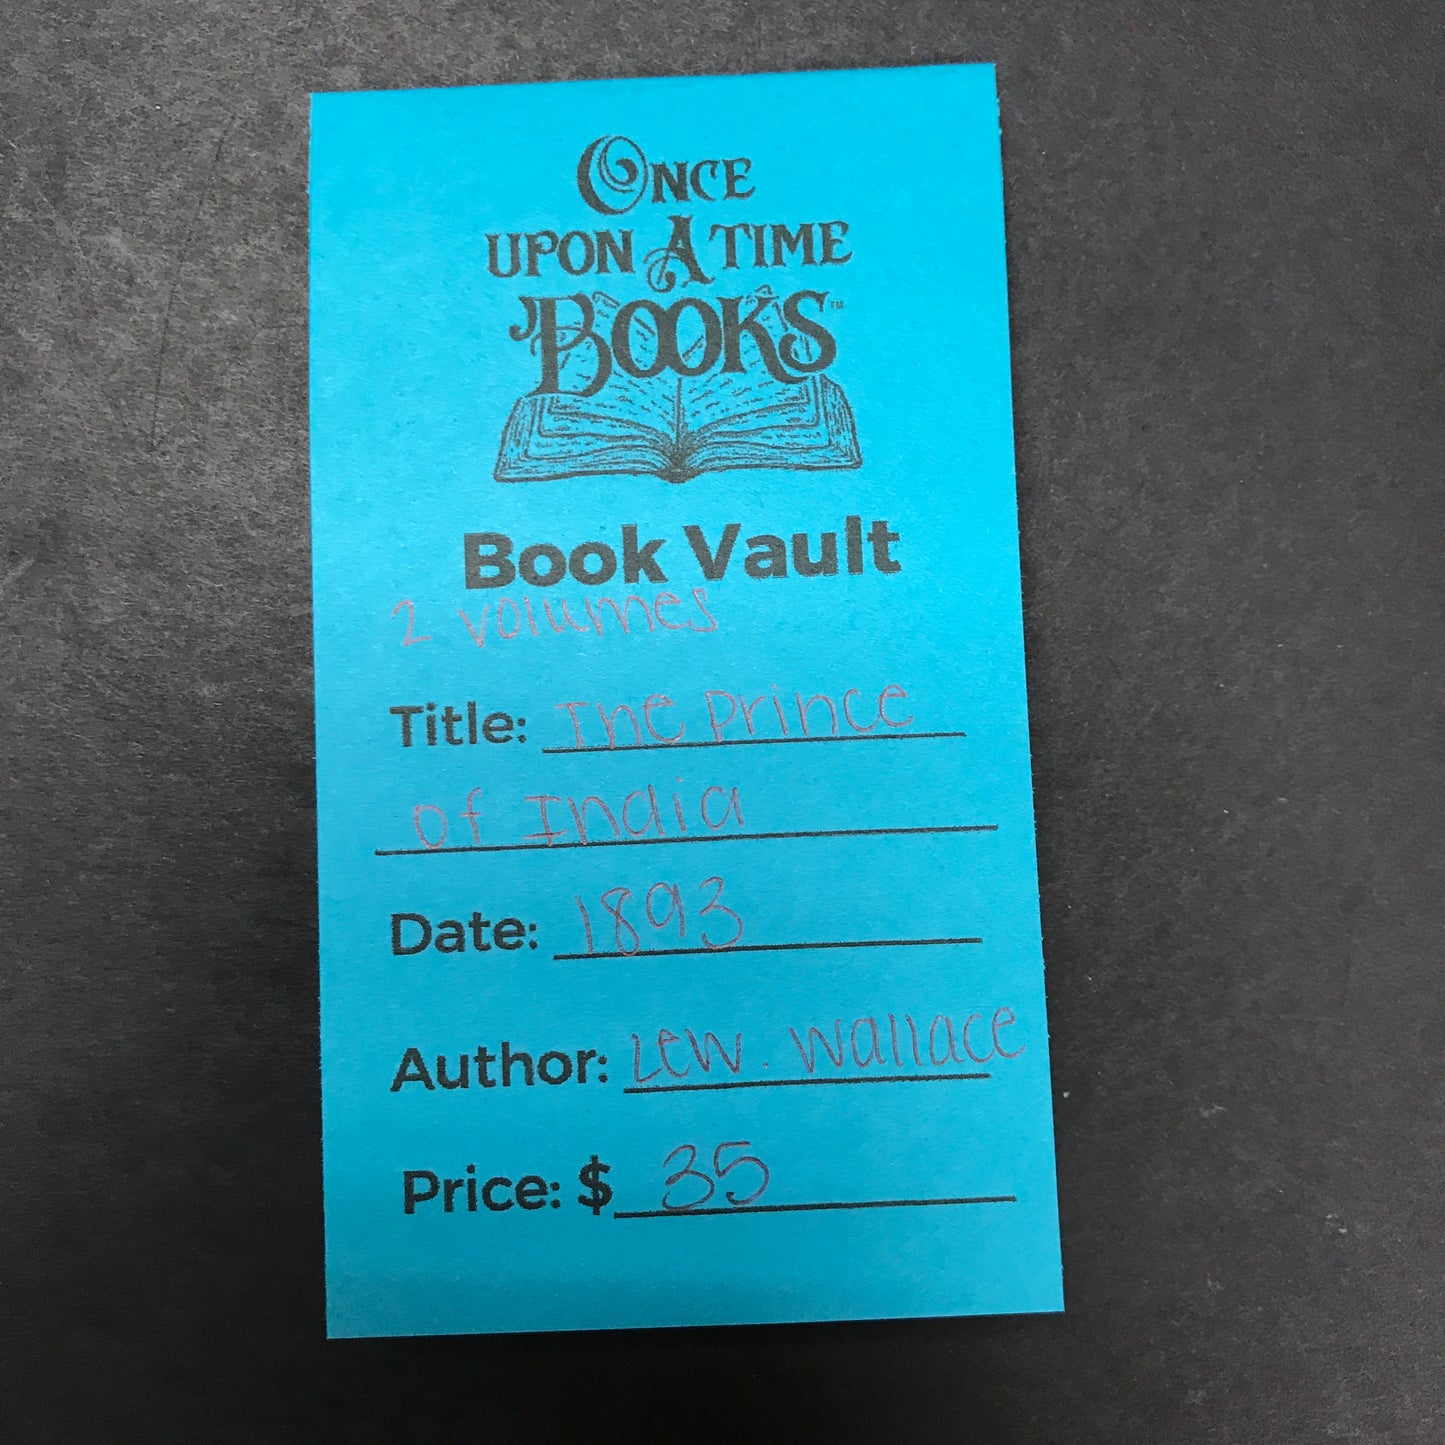 ONCE
UPON A TIME
BOOKS™
Book Vault
2 volumes
Title: The Prince
of India
Date: 1893
Author: Lew. Wallace
Price: $ 35